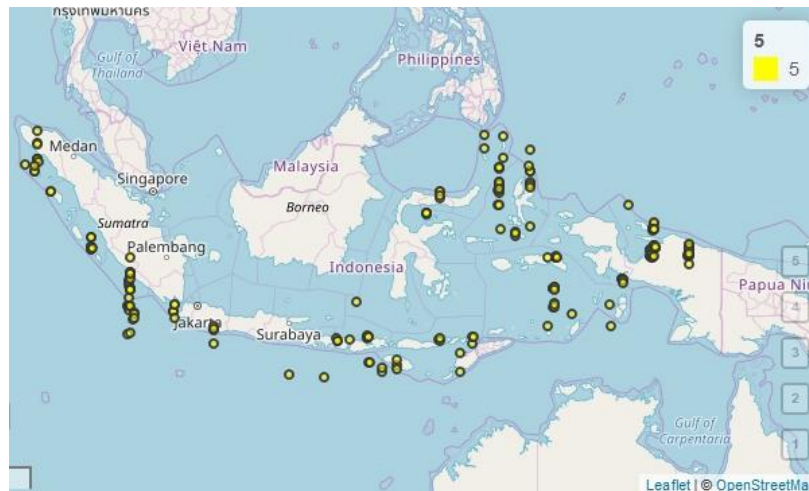 กรุงเทพมหานคร
Việt Nam
Gulf of
Thailand
Philippines
5
5
Medan
Malaysia
Singapore
Borneo
Sumatra
Palembang
Indonesia
Jakarta
Surabaya
Papua Niu
5
4
3
2
1
Gulf of
Carpentaria
Leaflet | © OpenStreetMa